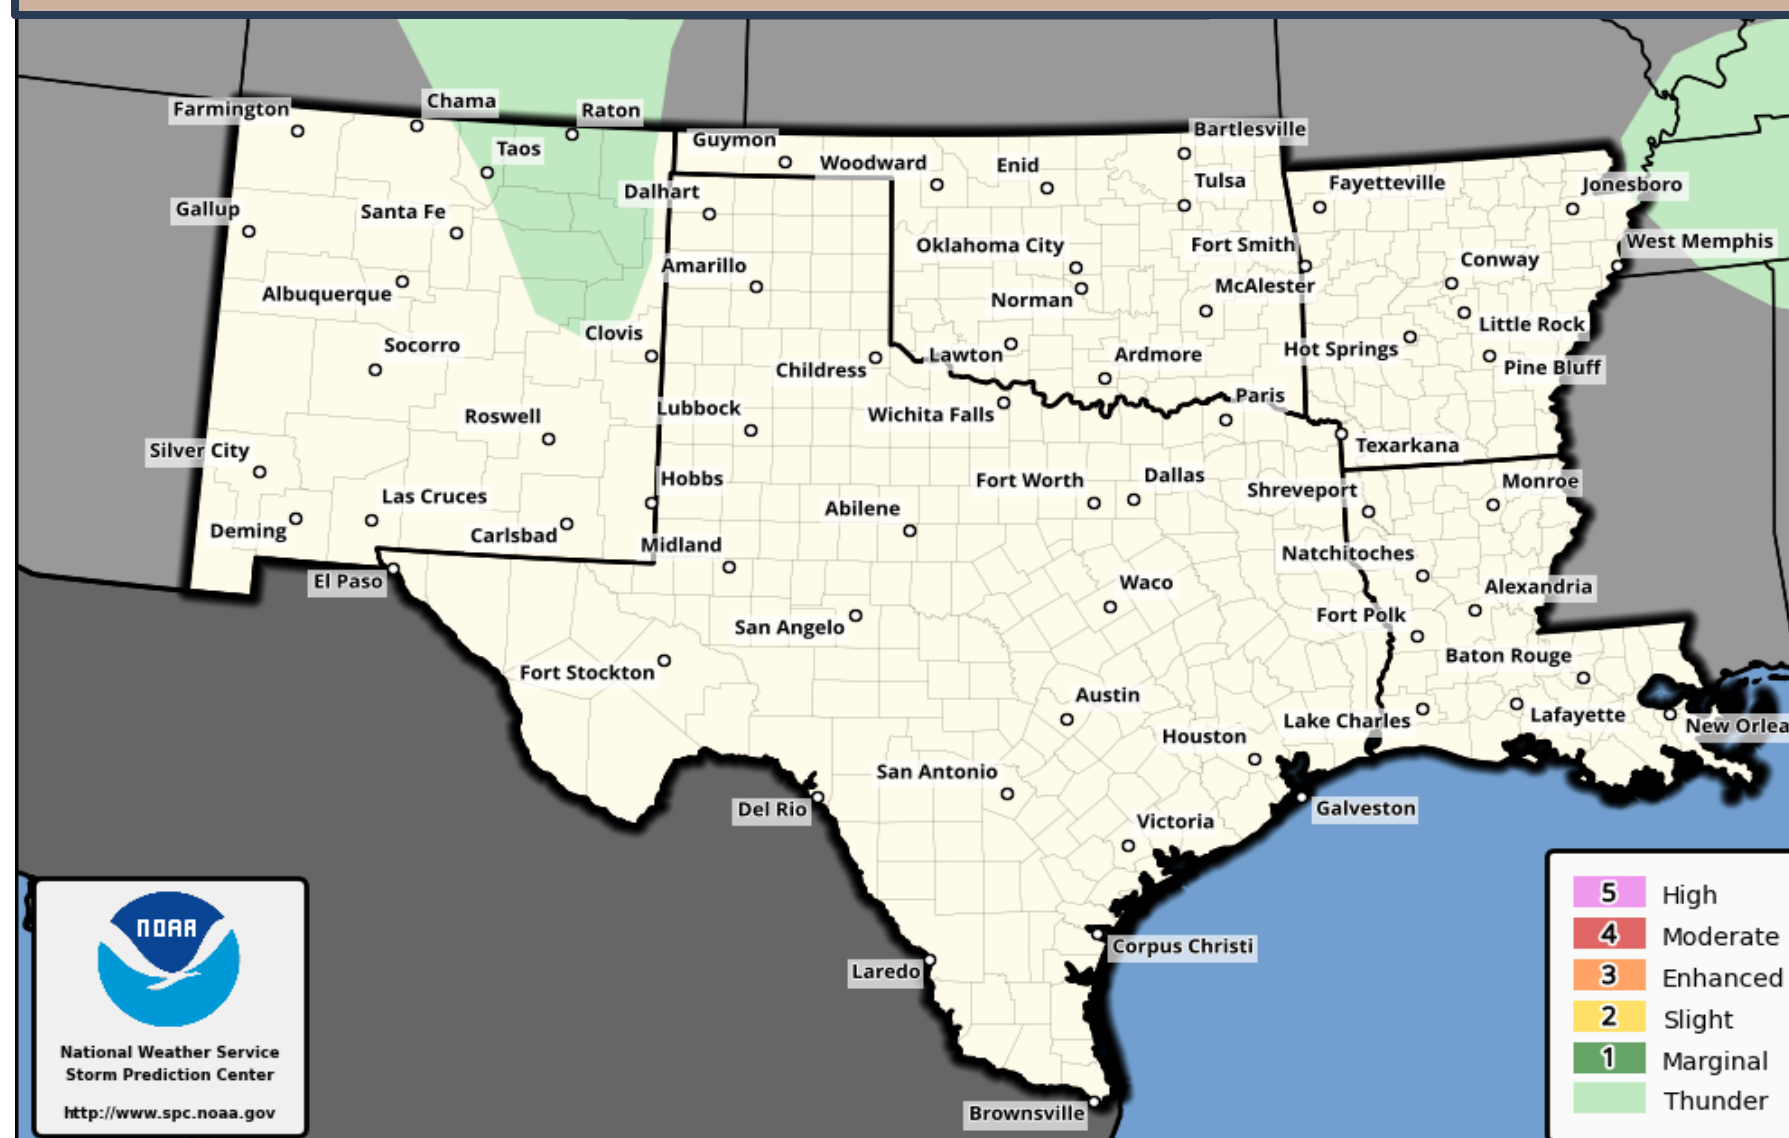 Farmington
Chama
Raton
Taos
Guymon
Woodward
Enid
Bartlesville
Tulsa
Fayetteville
Jonesboro
Gallup
Santa Fe
Dalhart
Oklahoma City
Fort Smith
West Memphis
Amarillo
Conway
Albuquerque
Norman
McAlester
Little Rock
Socorro
Clovis
Childress
Lawton
Ardmore
Hot Springs
Pine Bluff
Roswell
Lubbock
Wichita Falls
Paris
Texarkana
Silver City
Las Cruces
Hobbs
Fort Worth
Dallas
Shreveport
Monroe
Deming
Carlsbad
Midland
Abilene
Natchitoches
El Paso
Waco
Alexandria
San Angelo
Fort Polk
Fort Stockton
Baton Rouge
Austin
Lake Charles
Lafayette
New Orlea
Houston
San Antonio
Del Rio
Galveston
Victoria
Corpus Christi
Laredo
Brownsville
NOAA
National Weather Service
Storm Prediction Center
http://www.spc.noaa.gov
5 High
4 Moderate
3 Enhanced
2 Slight
1 Marginal
Thunder